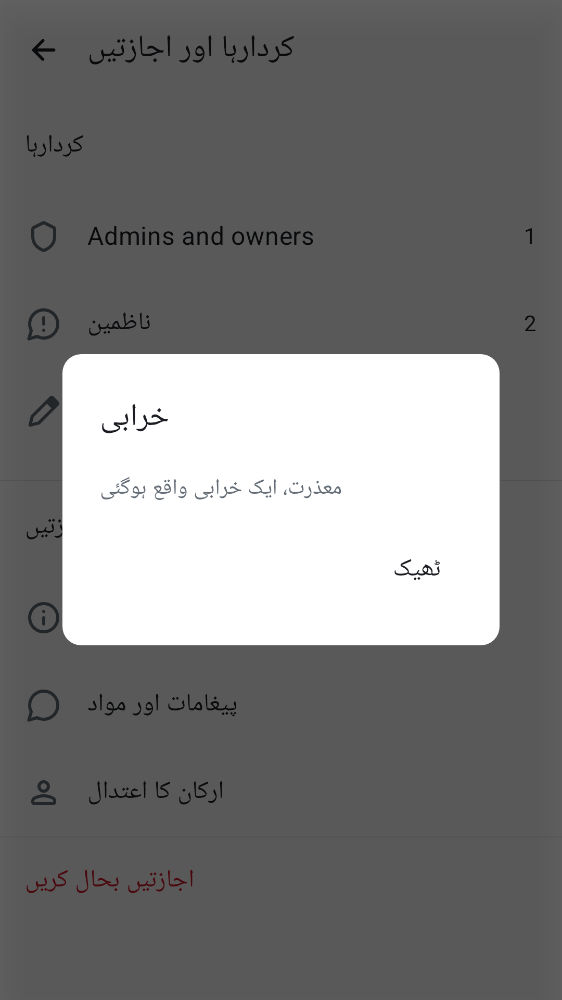 کردارہا اور اجازتیں
کردارہا
Admins and owners 1
ناظمین 2
خرابی
معذرت، ایک خرابی واقع ہوگئی
ٹھیک
پیغامات اور مواد
ارکان کا اعتدال
اجازتیں بحال کریں